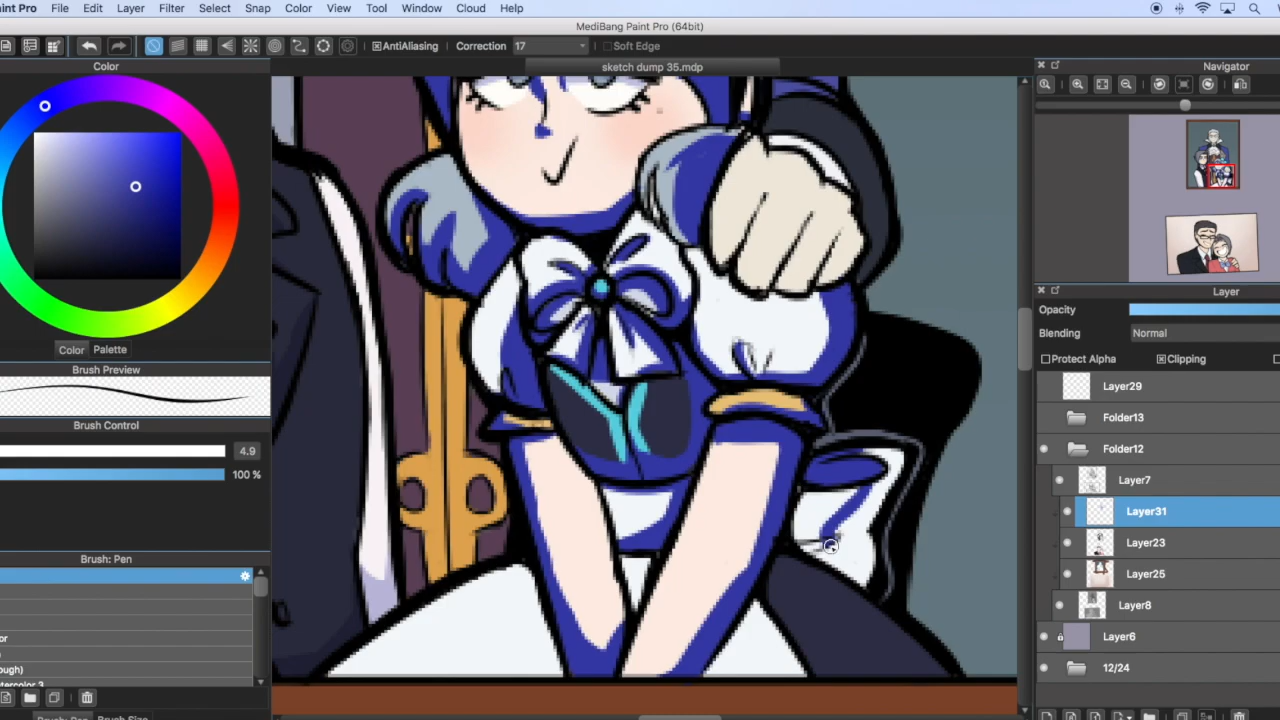 nt Pro File Edit Layer Filter Select Snap Color View Tool Window Cloud Help
MediBang Paint Pro (64bit)
AntiAliasing Correction 17 Soft Edge
Color sketch dump 35.mdp Navigator
Color Palette
Brush Preview
Brush Control
4.9
100 %
Brush: Pen
or
ough)
Layer
Opacity
Blending Normal
Protect Alpha Clipping
Layer29
Folder13
Folder12
Layer7
Layer31
Layer23
Layer25
Layer8
Layer6
12/24